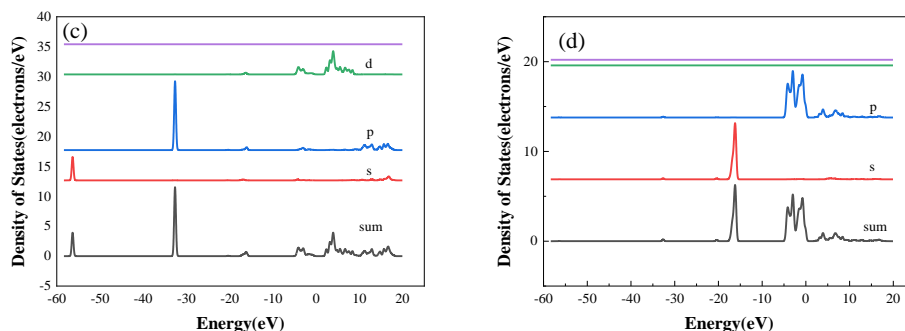 (c)
Density of States(electrons/eV)
40
35
30
25
20
15
10
5
0
d
p
s
sum
-60 -50 -40 -30 -20 -10 0 10 20
Energy(eV)
(d)
Density of States(electrons/eV)
20
10
0
p
s
sum
-60 -50 -40 -30 -20 -10 0 10 20
Energy(eV)